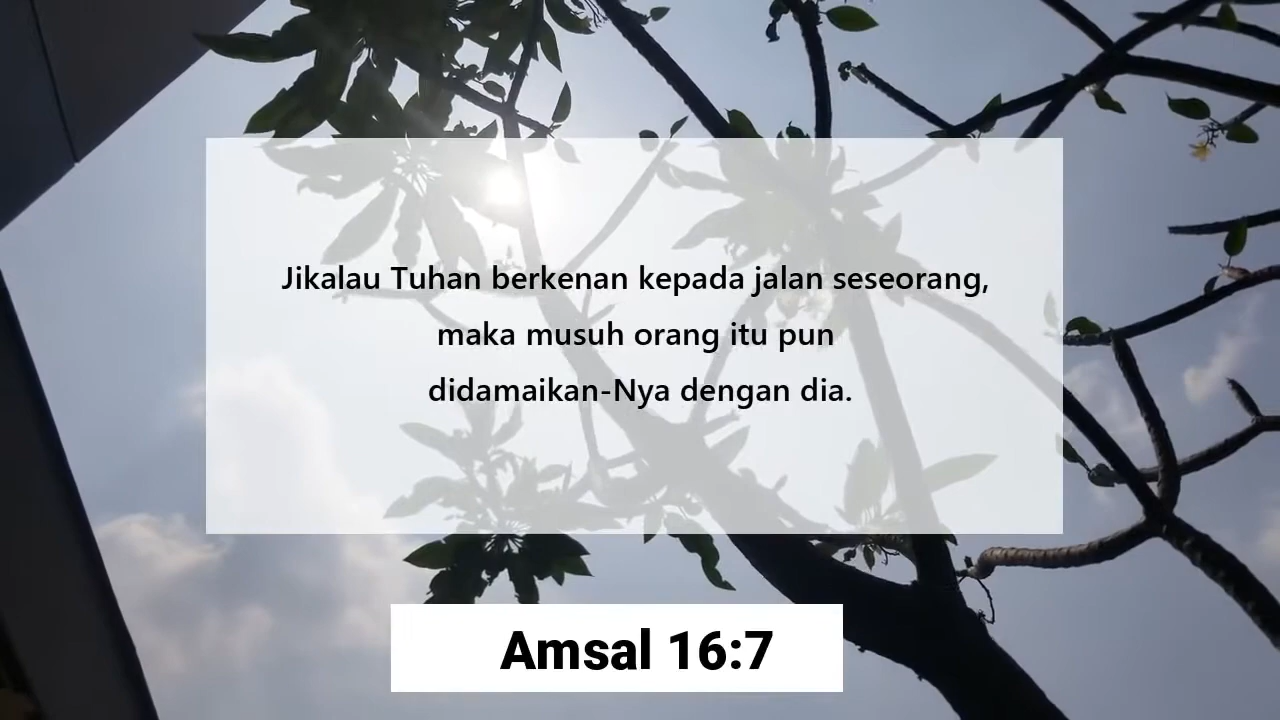 Jikalau Tuhan berkenan kepada jalan seseorang,
maka musuh orang itu pun
didamaikan-Nya dengan dia.
Amsal 16:7